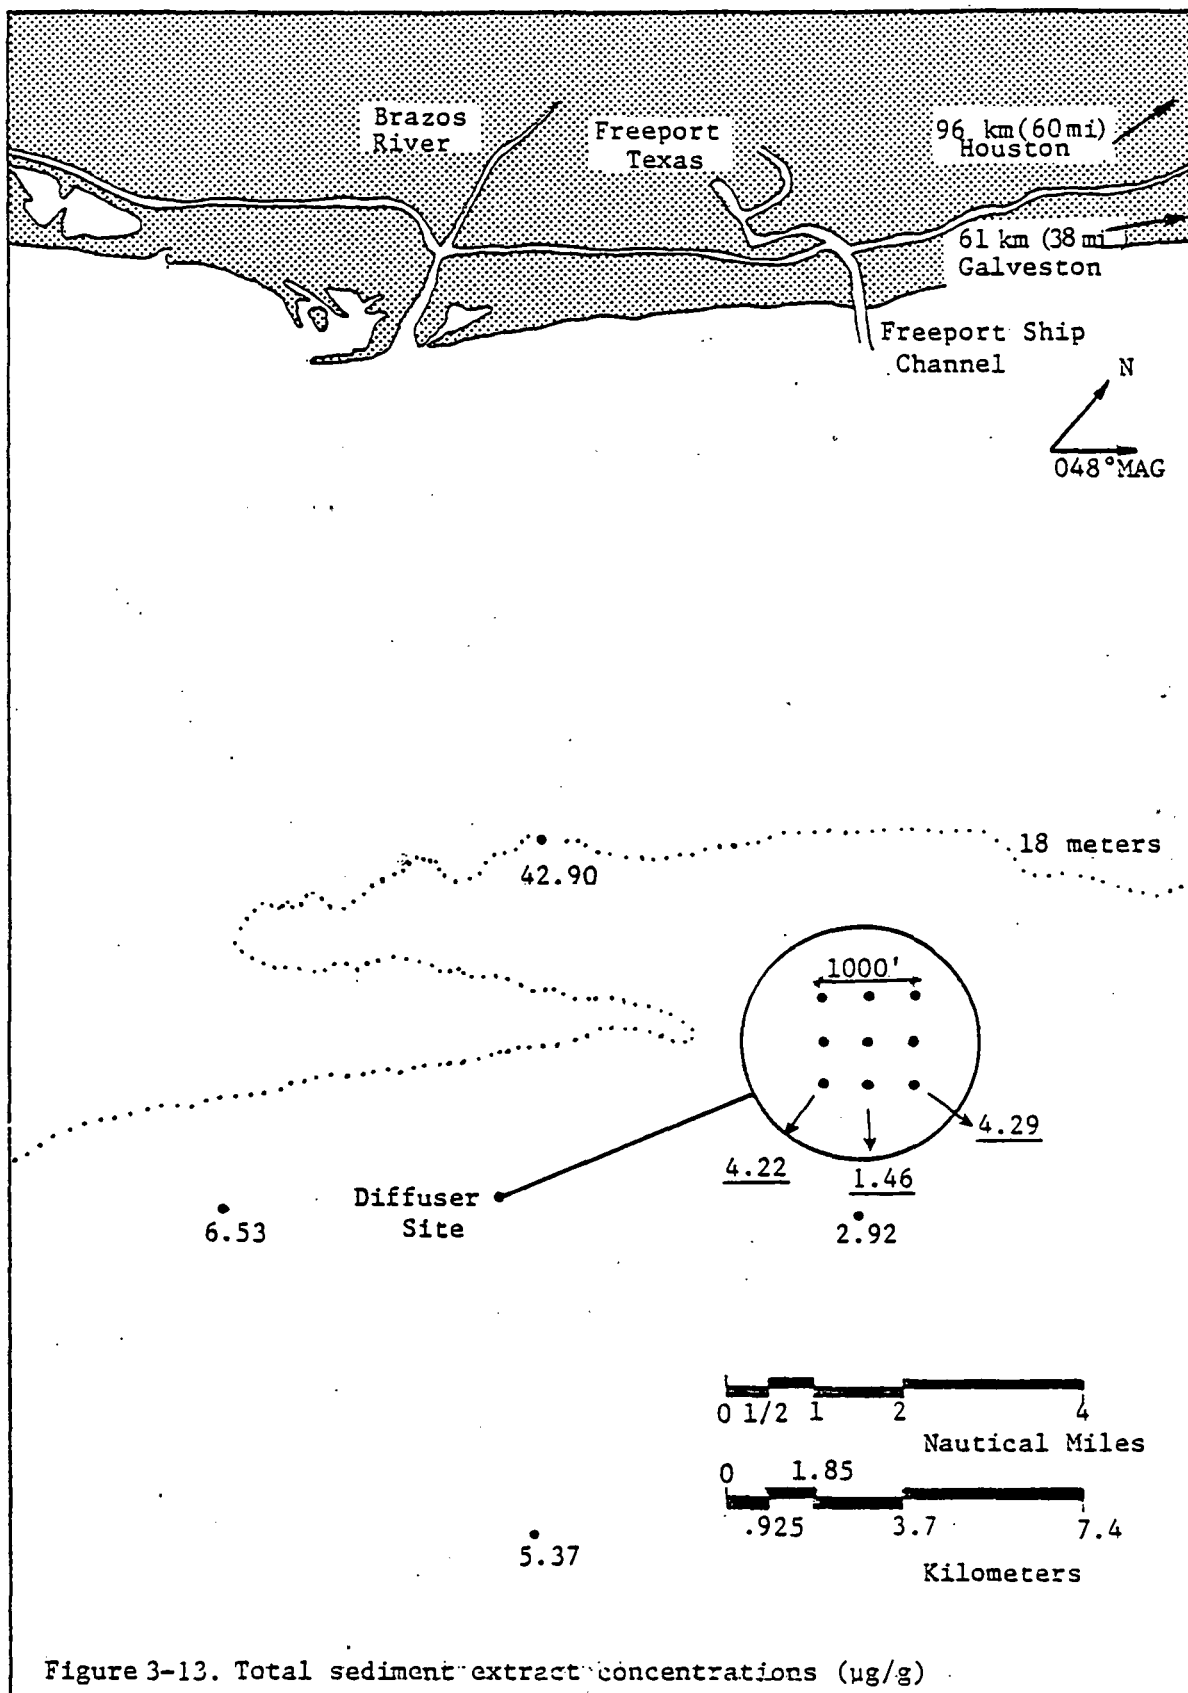 Brazos
River
Freeport
Texas
96 km(60mi)
Houston
61 km (38 mi)
Galveston
Freeport Ship
Channel
N
048°MAG
18 meters
42.90
1000'
4.29
4.22
1.46
Diffuser
Site
6.53
2.92
0 1/2 1 2 4
Nautical Miles
0 1.85
.925 3.7 7.4
Kilometers
5.37
Figure 3-13. Total sediment extract concentrations (µg/g)